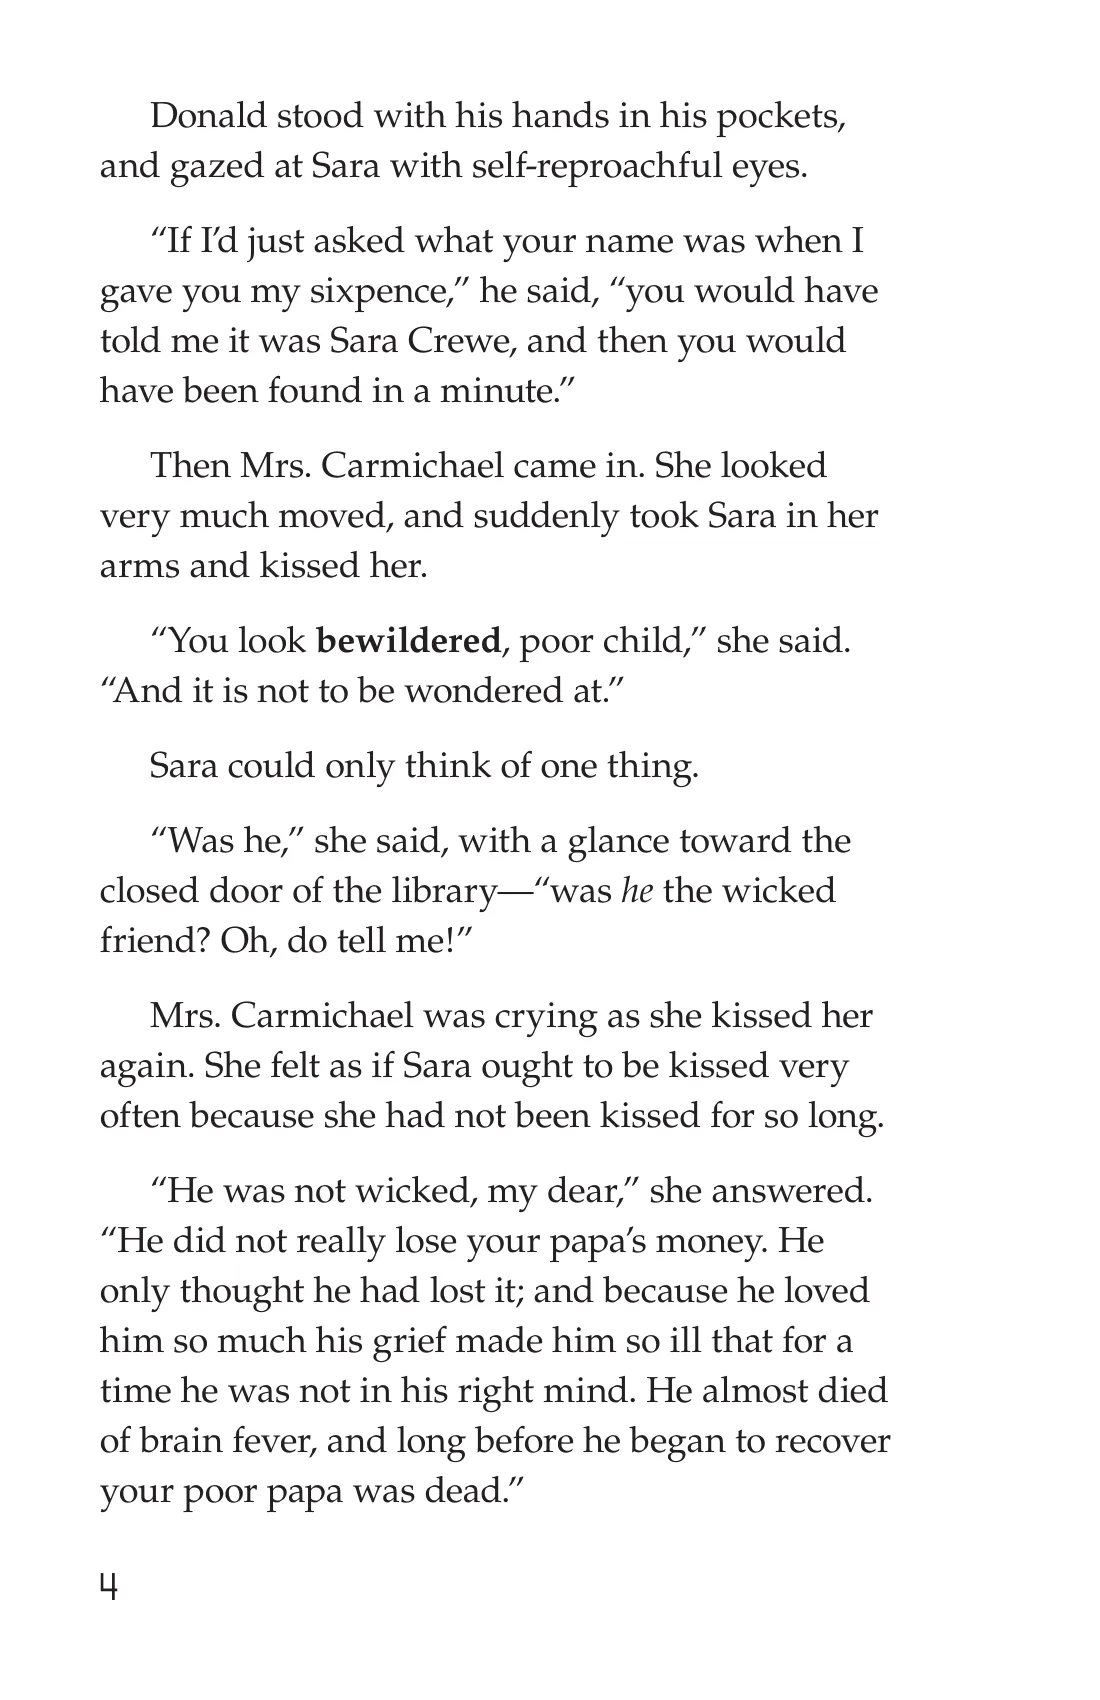 Donald stood with his hands in his pockets,
and gazed at Sara with self-reproachful eyes.
“If I’d just asked what your name was when I
gave you my sixpence,” he said, “you would have
told me it was Sara Crewe, and then you would
have been found in a minute.”
Then Mrs. Carmichael came in. She looked
very much moved, and suddenly took Sara in her
arms and kissed her.
“You look bewildered, poor child,” she said.
“And it is not to be wondered at.”
Sara could only think of one thing.
“Was he,” she said, with a glance toward the
closed door of the library—“was he the wicked
friend? Oh, do tell me!”
Mrs. Carmichael was crying as she kissed her
again. She felt as if Sara ought to be kissed very
often because she had not been kissed for so long.
“He was not wicked, my dear,” she answered.
“He did not really lose your papa’s money. He
only thought he had lost it; and because he loved
him so much his grief made him so ill that for a
time he was not in his right mind. He almost died
of brain fever, and long before he began to recover
your poor papa was dead.”
4